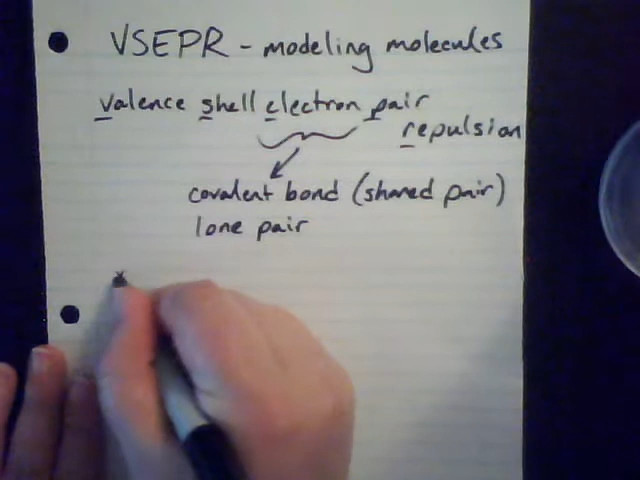 VSEPR - modeling molecules
valence shell electron pair
repulsion
covalent bond (shared pair)
lone pair